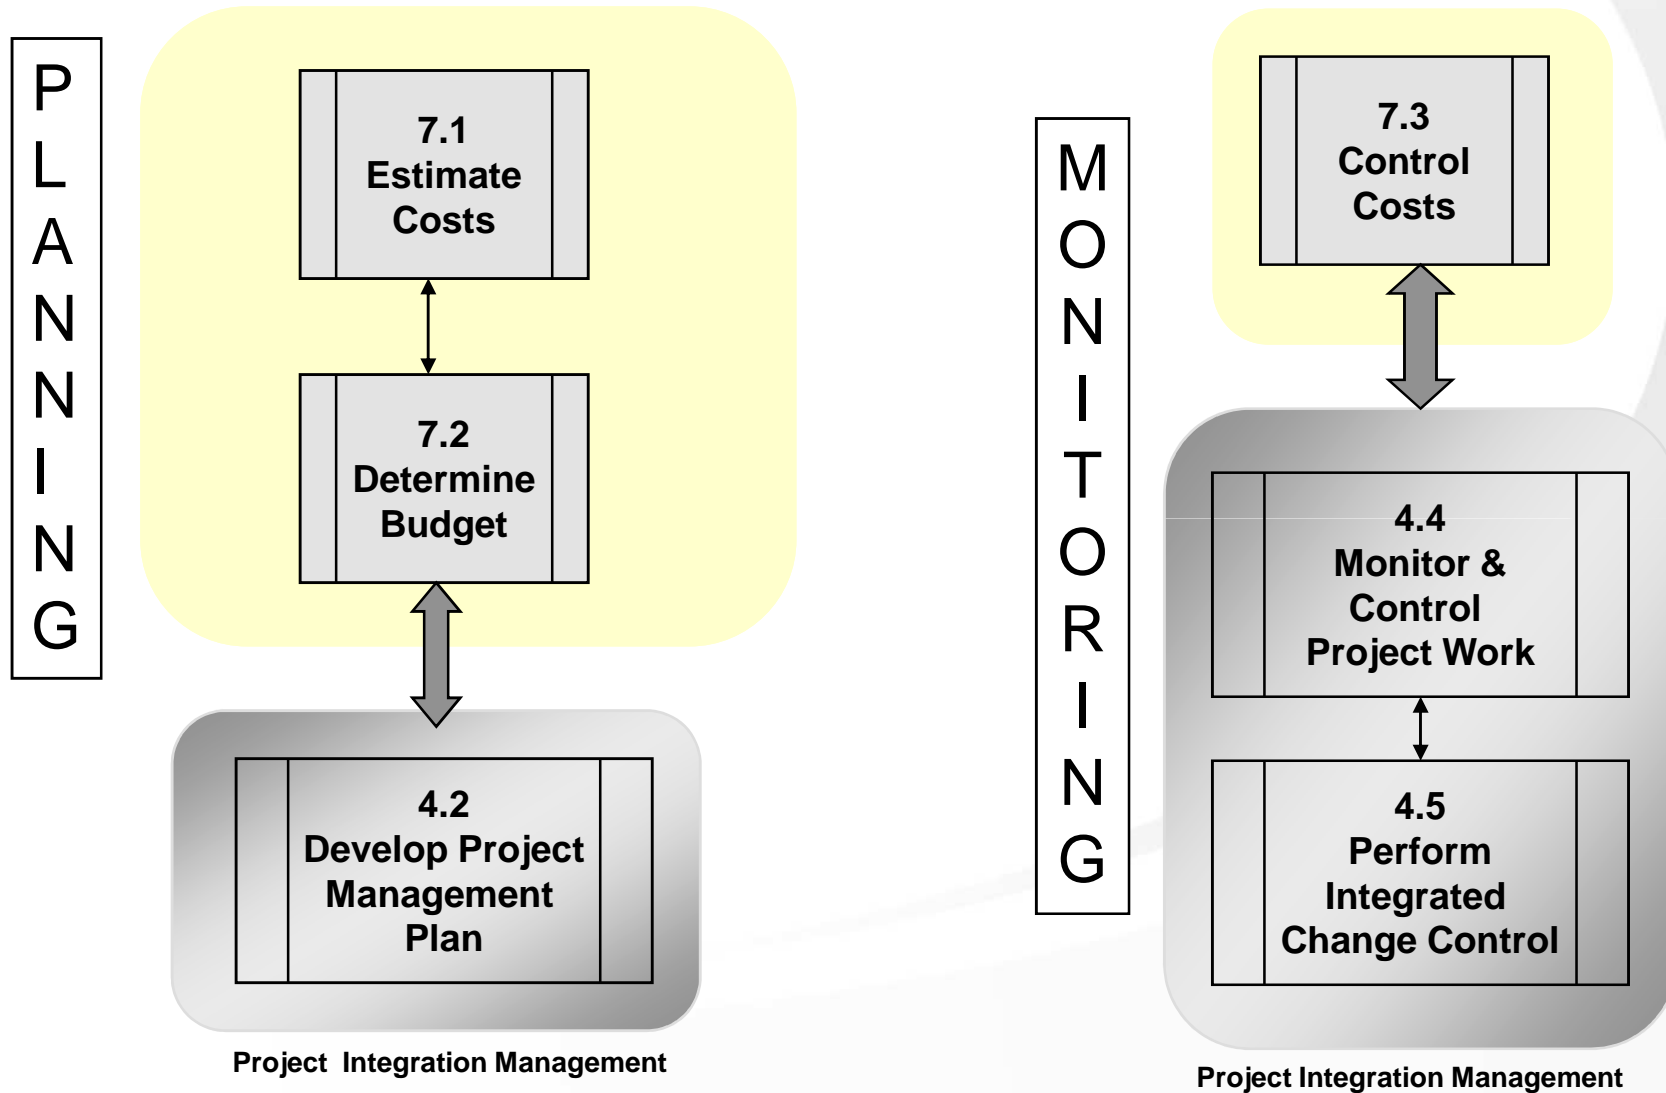 PLANNING
7.1
Estimate
Costs
7.2
Determine
Budget
4.2
Develop Project
Management
Plan
Project Integration Management
MONITORING
7.3
Control
Costs
4.4
Monitor &
Control
Project Work
4.5
Perform
Integrated
Change Control
Project Integration Management